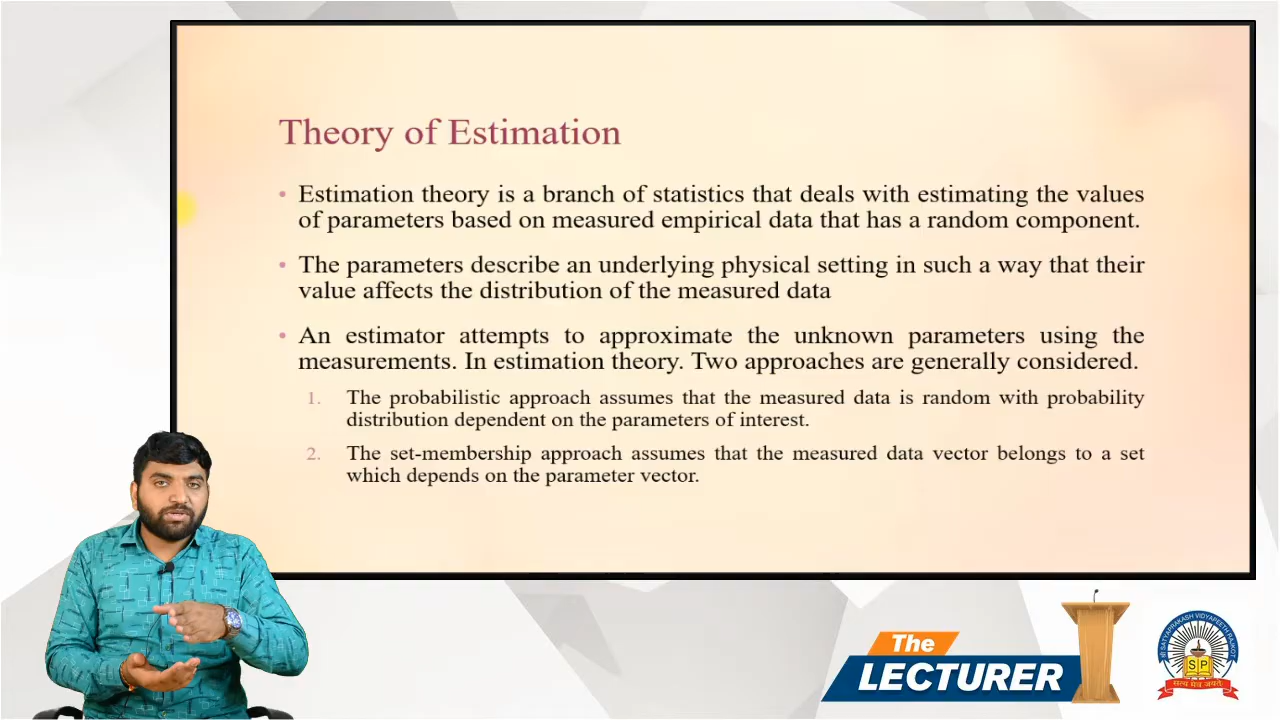 Theory of Estimation
• Estimation theory is a branch of statistics that deals with estimating the values
of parameters based on measured empirical data that has a random component.
• The parameters describe an underlying physical setting in such a way that their
value affects the distribution of the measured data
• An estimator attempts to approximate the unknown parameters using the
measurements. In estimation theory. Two approaches are generally considered.
1. The probabilistic approach assumes that the measured data is random with probability
distribution dependent on the parameters of interest.
2. The set-membership approach assumes that the measured data vector belongs to a set
which depends on the parameter vector.
The
LECTURER
SATYAPRAKASH VIDYAPEETH RAJKOT
S P
सत्य मेव जयते